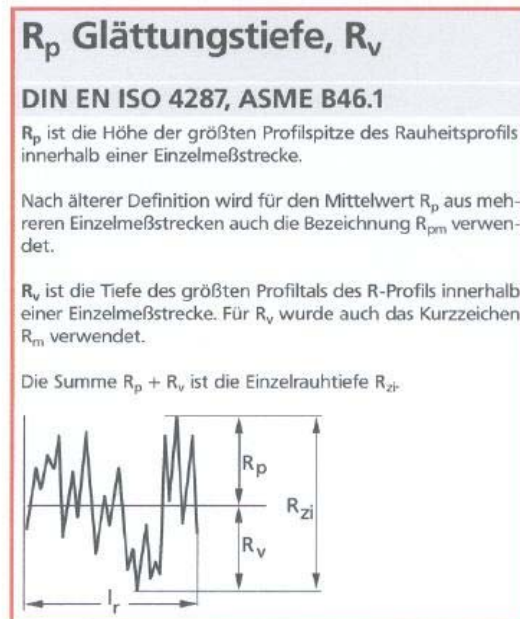 Rp Glättungstiefe, Rv
DIN EN ISO 4287, ASME B46.1
Rp ist die Höhe der größten Profilspitze des Rauheitsprofils
innerhalb einer Einzelmeßstrecke.
Nach älterer Definition wird für den Mittelwert Rp aus meh-
reren Einzelmeßstrecken auch die Bezeichnung Rpm verwen-
det.
Rv ist die Tiefe des größten Profiltals des R-Profils innerhalb
einer Einzelmeßstrecke. Für Rv wurde auch das Kurzzeichen
Rm verwendet.
Die Summe Rp + Rv ist die Einzelrauhtiefe Rzi.
Rp
Rzi
Rv
lr